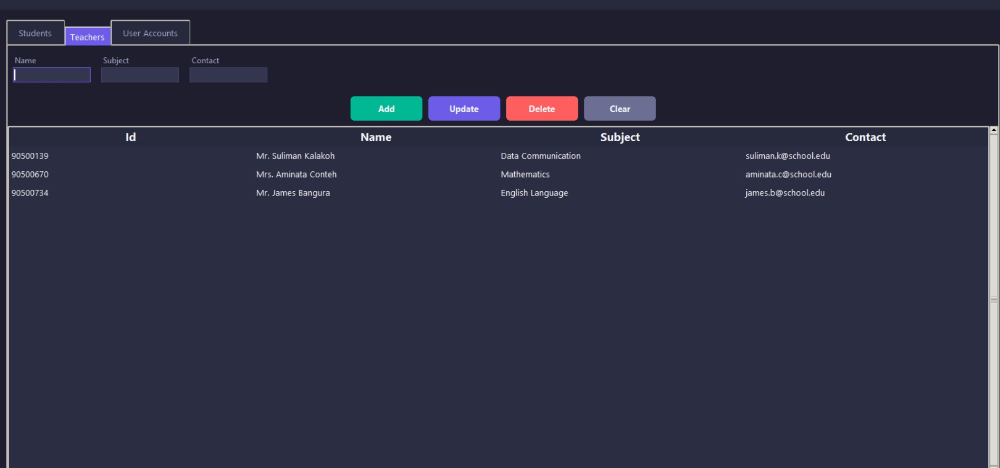 Students Teachers User Accounts
Name Subject Contact
Add Update Delete Clear
Id Name Subject Contact
90500139 Mr. Suliman Kalakoh Data Communication suliman.k@school.edu
90500670 Mrs. Aminata Conteh Mathematics aminata.c@school.edu
90500734 Mr. James Bangura English Language james.b@school.edu